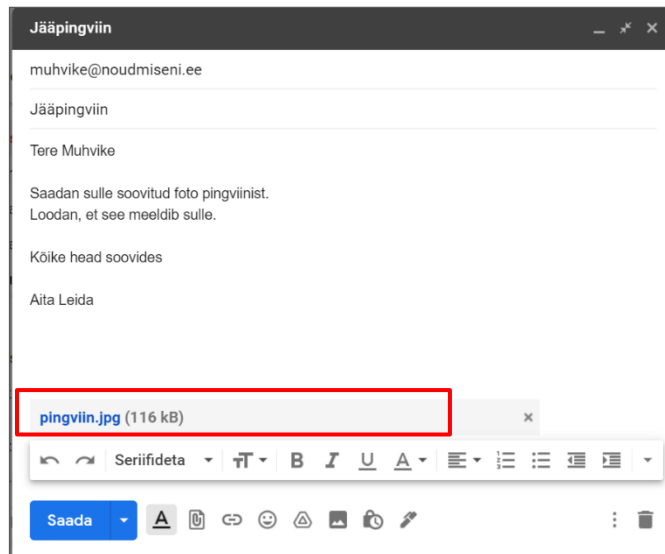 Jääpingviin
muhvike@noudmiseni.ee
Jääpingviin
Tere Muhvike
Saadan sulle soovitud foto pingviinist.
Loodan, et see meeldib sulle.
Kõike head soovides
Aita Leida
pingviin.jpg (116 kB)
Seriifideta
Saada